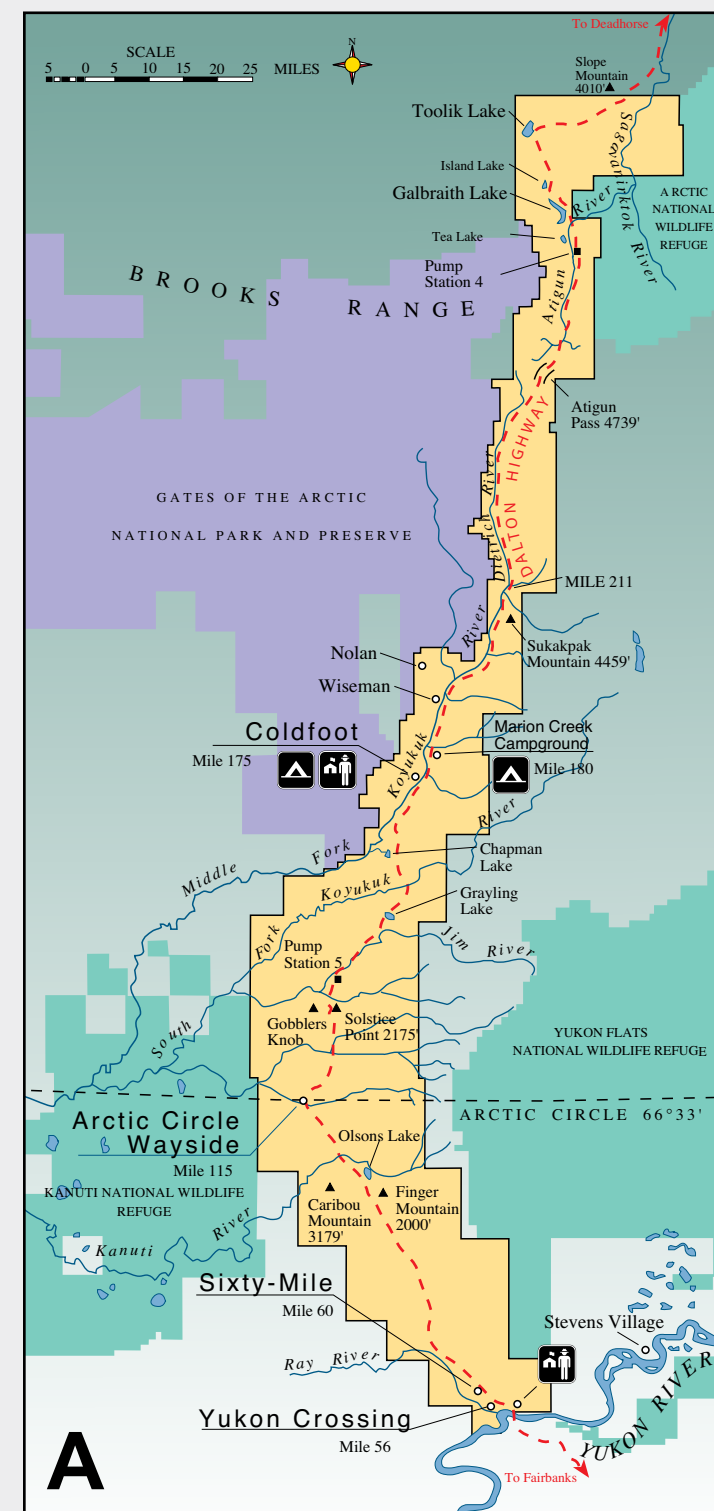 To Deadhorse
SCALE
5 0 5 10 15 20 25 MILES
N
Slope
Mountain
4010'
Toolik Lake
Sagavaninktok River
Island Lake
Galbraith Lake
River
ARCTIC
NATIONAL
WILDLIFE
REFUGE
Tea Lake
Pump
Station 4
Atigun
BROOKS RANGE
Atigun
Pass 4739'
DALTON HIGHWAY
Dietrich River
GATES OF THE ARCTIC
NATIONAL PARK AND PRESERVE
MILE 211
River
Sukakpak
Mountain 4459'
Nolan
Wiseman
Coldfoot
Mile 175
Marion Creek
Campground
Mile 180
Koyukuk
River
Middle Fork
Chapman
Lake
Koyukuk
Grayling
Lake
Fork
Jim River
Pump
Station 5
South
Gobblers
Knob
Solstice
Point 2175'
YUKON FLATS
NATIONAL WILDLIFE REFUGE
ARCTIC CIRCLE 66°33'
Arctic Circle
Wayside
Mile 115
Olsons Lake
KANUTI NATIONAL WILDLIFE
REFUGE
Caribou
Mountain
3179'
Finger
Mountain
2000'
River
Kanuti
Sixty-Mile
Mile 60
Stevens Village
Ray River
Yukon Crossing
Mile 56
YUKON RIVER
To Fairbanks
A